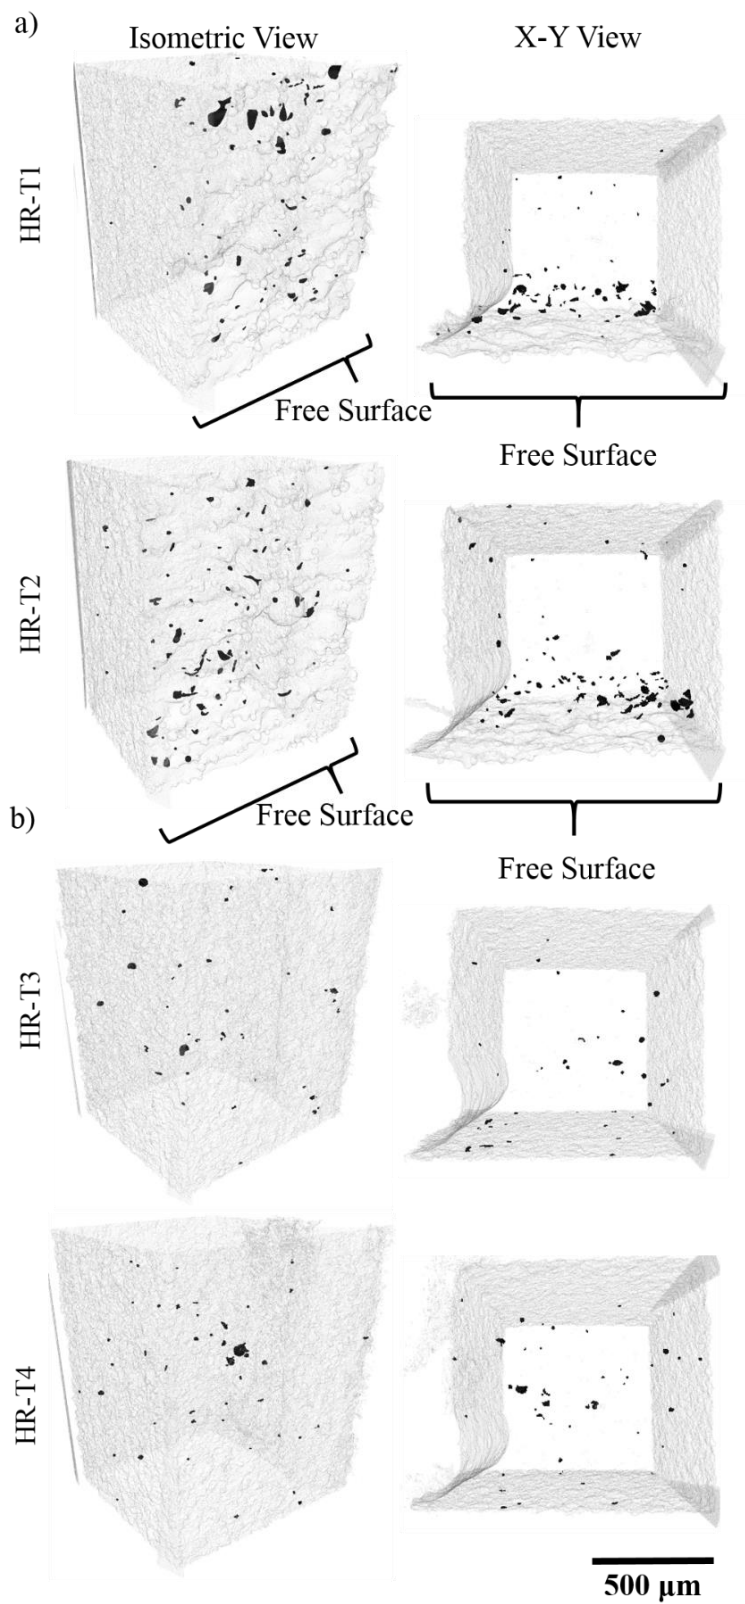 a)
Isometric View
X-Y View
HR-T1
Free Surface
Free Surface
HR-T2
Free Surface
Free Surface
b)
HR-T3
HR-T4
500 µm